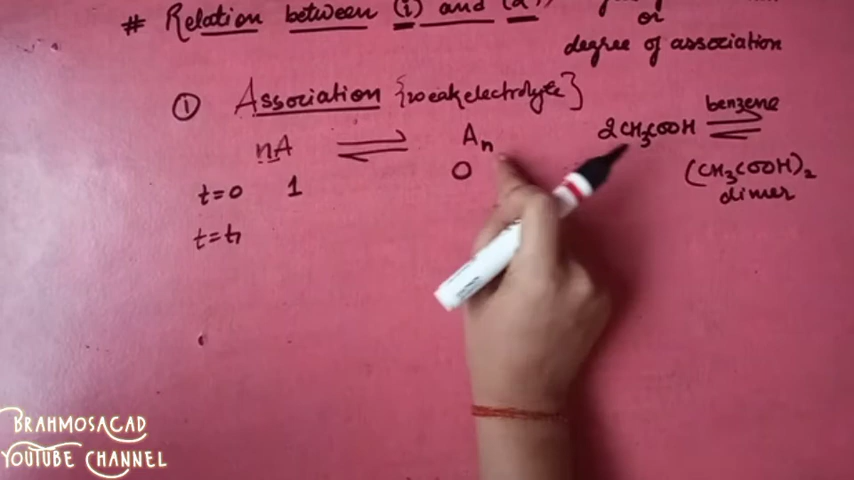 # Relation between (i) and (α)
or
degree of association
① Association {weak electrolyte}
nA ⇌ An
2CH3COOH benzene ⇌
(CH3COOH)2
dimer
t=0 1 0
t=t
BRAHMOSACAD
YOUTUBE CHANNEL